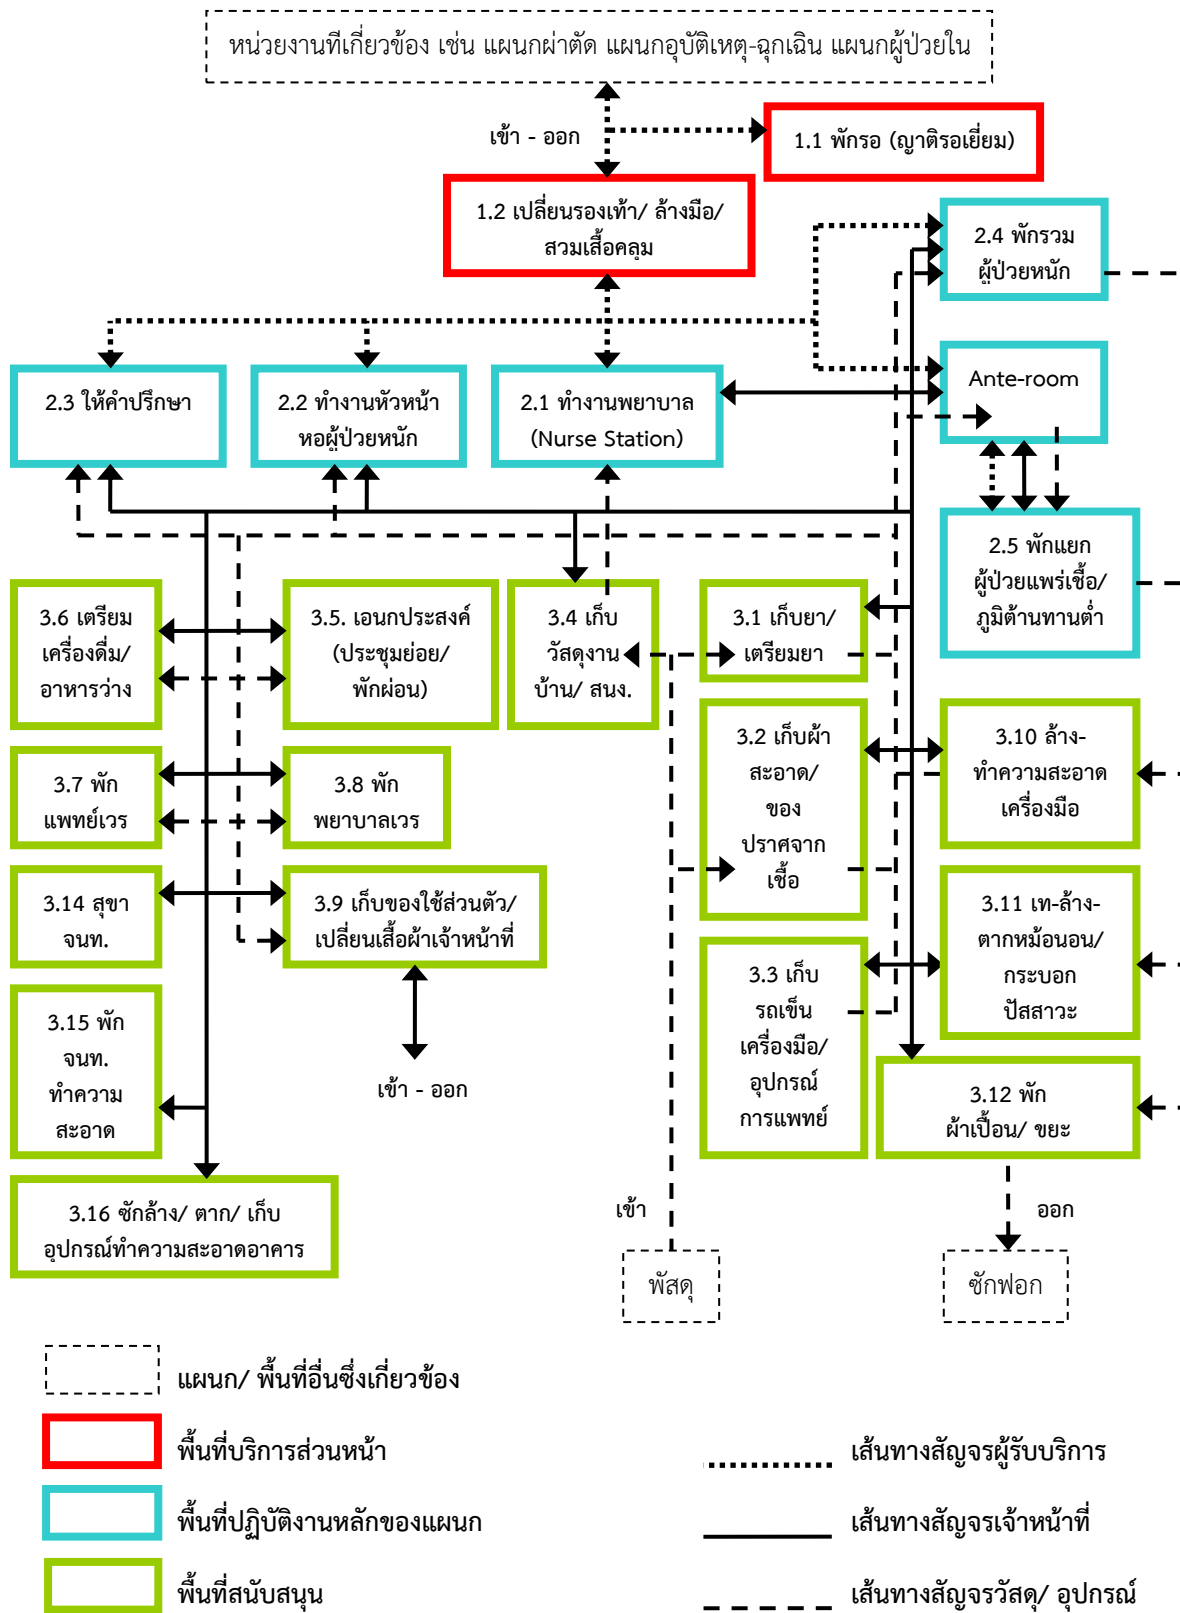 หน่วยงานที่เกี่ยวข้อง เช่น แผนกผ่าตัด แผนกอุบัติเหตุ-ฉุกเฉิน แผนกผู้ป่วยใน
เข้า - ออก
1.1 พักรอ (ญาติรอเยี่ยม)
1.2 เปลี่ยนรองเท้า/ ล้างมือ/
สวมเสื้อคลุม
2.4 พักรวม
ผู้ป่วยหนัก
2.3 ให้คำปรึกษา
2.2 ทำงานหัวหน้า
หอผู้ป่วยหนัก
2.1 ทำงานพยาบาล
(Nurse Station)
Ante-room
2.5 พักแยก
ผู้ป่วยแพร่เชื้อ/
ภูมิต้านทานต่ำ
3.6 เตรียม
เครื่องดื่ม/
อาหารว่าง
3.5. เอนกประสงค์
(ประชุมย่อย/
พักผ่อน)
3.4 เก็บ
วัสดุงาน
บ้าน/ สนง.
3.1 เก็บยา/
เตรียมยา
3.7 พัก
แพทย์เวร
3.8 พัก
พยาบาลเวร
3.2 เก็บผ้า
สะอาด/
ของ
ปราศจาก
เชื้อ
3.10 ล้าง-
ทำความสะอาด
เครื่องมือ
3.14 สุขา
จนท.
3.9 เก็บของใช้ส่วนตัว/
เปลี่ยนเสื้อผ้าเจ้าหน้าที่
3.11 เท-ล้าง-
ตากหม้อนอน/
กระบอก
ปัสสาวะ
3.15 พัก
จนท.
ทำความ
สะอาด
เข้า - ออก
3.3 เก็บ
รถเข็น
เครื่องมือ/
อุปกรณ์
การแพทย์
3.12 พัก
ผ้าเปื้อน/ ขยะ
3.16 ซักล้าง/ ตาก/ เก็บ
อุปกรณ์ทำความสะอาดอาคาร
เข้า
ออก
พัสดุ
ซักฟอก
แผนก/ พื้นที่อื่นซึ่งเกี่ยวข้อง
พื้นที่บริการส่วนหน้า
พื้นที่ปฏิบัติงานหลักของแผนก
พื้นที่สนับสนุน
เส้นทางสัญจรผู้รับบริการ
เส้นทางสัญจรเจ้าหน้าที่
เส้นทางสัญจรวัสดุ/ อุปกรณ์